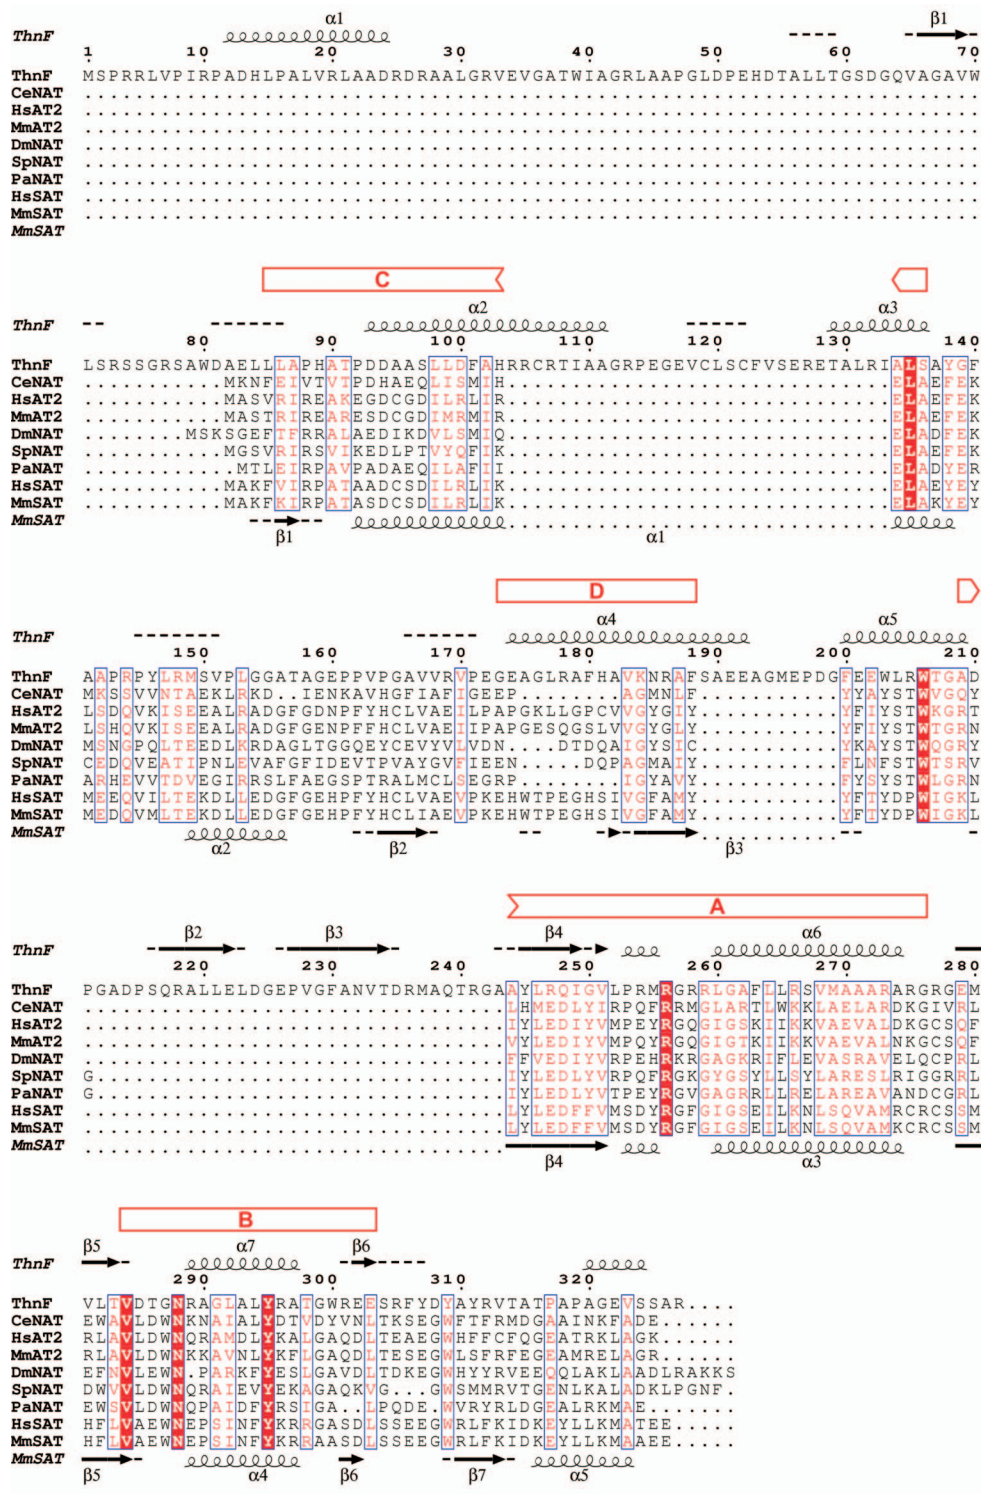 ThnF α1 β1
1 10 20 30 40 50 60 70
ThnF MSPRRLVPIRPADHLPALVRLAADRDRAALGRVEVGATWIAGRLAAPGLDPEHDTALLTGSDGQVAGAVW
CeNAT ......................................................................
HsAT2 ......................................................................
MmAT2 ......................................................................
DmNAT ......................................................................
SpNAT ......................................................................
PaNAT ......................................................................
HsSAT ......................................................................
MmSAT ......................................................................
MmSAT
C
ThnF α2 α3
80 90 100 110 120 130 140
ThnF LSRSSGRSAWDAELLLAPHATPDDAASLLDFAHRRCRTIAAGRPEGEVCLSCFVSERETALRIALSAYGF
CeNAT ...........MKNFEIVTVTPDHAEQLISMIH..............................ELAEFEK
HsAT2 ...........MASVRIREAKEGDCGDILRLIR..............................ELAEFEK
MmAT2 ...........MASTRIREARESDCGDIMRMIR..............................ELAEFEK
DmNAT ........MSKSGEFTFRRALAEDIKDVLSMIQ..............................ELADFEK
SpNAT ...........MGSVRIRSVIKEDLPTVYQFIK..............................ELAEFEK
PaNAT ............MTLEIRPAVPADAEQILAFII..............................ELADYER
HsSAT ...........MAKFVIRPATAADCSDILRLIK..............................ELAKYEY
MmSAT ...........MAKFKIRPATAADCSDILRLIK..............................ELAKYEY
MmSAT β1 α1
D
ThnF α4 α5
150 160 170 180 190 200 210
ThnF AAPRPYLRMSVPLGGATAGEPPVPGAVVRVPEGEAGLRAFHAVKNRAFSAEEAGMEPDGFEEWLRWTGAD
CeNAT MKSSVVNTAEKLRKD.IENKAVHGFIAFIGEEP........AGMNLF...........YYAYSTWVGQY
HsAT2 LSDQVKISEEALRADGFGDNPFYHCLVAEILPAPGKLLGPCVVGYGIY...........YFIYSTWKGRT
MmAT2 LSHQVKISEEALRADGFGENPFFHCLVAEIIPAPGESQGSLVVGYGLY...........YFIYSTWIGRN
DmNAT MSNGPQLTEEDLKRDAGLTGGQEYCEVYVLVDN....DTDQAIGYSIC...........YKAYSTWQGRY
SpNAT CEDQVEATIPNLEVAFGFIDEVTPVAYGVFIEEN.....DQPAGMAIY...........FLNFSTWTSRV
PaNAT ARHEVVTDVEGIRRSLFAEGSPTRALMCLSEGRP........IGYAVY...........FYSYSTWLGRN
HsSAT MEEQVILTEKDLLEDGFGEHPFYHCLVAEVPKEHWTPEGHSIVGFAMY...........YFTYDPWIGKL
MmSAT MEDQVMLTEKDLLEDGFGEHPFYHCLVAEVPKEHWTPEGHSIVGFAMY...........YFTYDPWIGKL
MmSAT α2 β2 β3
A
ThnF β2 β3 β4 α6
220 230 240 250 260 270 280
ThnF PGADPSQRALLELDGEPVGFANVTDRMAQTRGAAYLRQIGVLPRMRGRRLGAFLLRSVMAAARARGRGEM
CeNAT .................................LHMEDLYIRPQFRRMGLARTLWKKLAELARDKGIVRL
HsAT2 .................................IYLEDIYVMPEYRGQGIGSKIIKKVAEVALDKGCSQF
MmAT2 .................................IYLEDIYVMPQYRGQGIGTKIIKKVAEVALNKGCSQF
DmNAT .................................FFVEDIYVRPEHRKRGAGKRIFLEVASRAVELQCPRL
SpNAT G................................IYLEDLYVRPQFRGKGYGSYLLSYLARESLRIGGRRL
PaNAT G................................IYLEDLYVTPEYRGVGAGRRLLRELAREAVANDCGRL
HsSAT .................................LYLEDFFVMSDYRGFGIGSEILKNLSQVAMRCRCSSM
MmSAT .................................LYLEDFFVMSDYRGFGIGSEILKNLSQVAMKCRCSSM
MmSAT β4 α3
B
ThnF β5 α7 β6
290 300 310 320
ThnF VLTVDTGNRAGLALYRATGWREESRFYDYAYRVTATPAPAGEVSSAR....
CeNAT EWAVLDWNKNAIALYDTVDYVNLTKSEGWFTFRMDGAAINKFADE......
HsAT2 RLAVLDWNQRAMDLYKALGAQDLTEAEGWHFFCFQGEATRKLAGK......
MmAT2 RLAVLDWNKKAVNLYKFLGAQDLTESEGWLSFRFEGEAMRELAGR......
DmNAT EFNVLEWN.PARKFYESLGAVDLTDKEGWHYYRVEEQQLAKLAADLRAKKS
SpNAT DWVVLDWNQRAIEVYEKAGAQKVG...GWSMMRVTGENLKALADKLPGNF.
PaNAT EWSVLDWNQPAIDFYRSIGA..LPQDE.WVRYRLDGEALRKMAE.......
HsSAT HFLVAEWNEPSINFYKRRGASDLSSEEGWRLFKIDKEYLLKMATEE.....
MmSAT HFLVAEWNEPSINFYKRRAASDLSSEEGWRLFKIDKEYLLKMAAEE.....
MmSAT β5 α4 β6 β7 α5